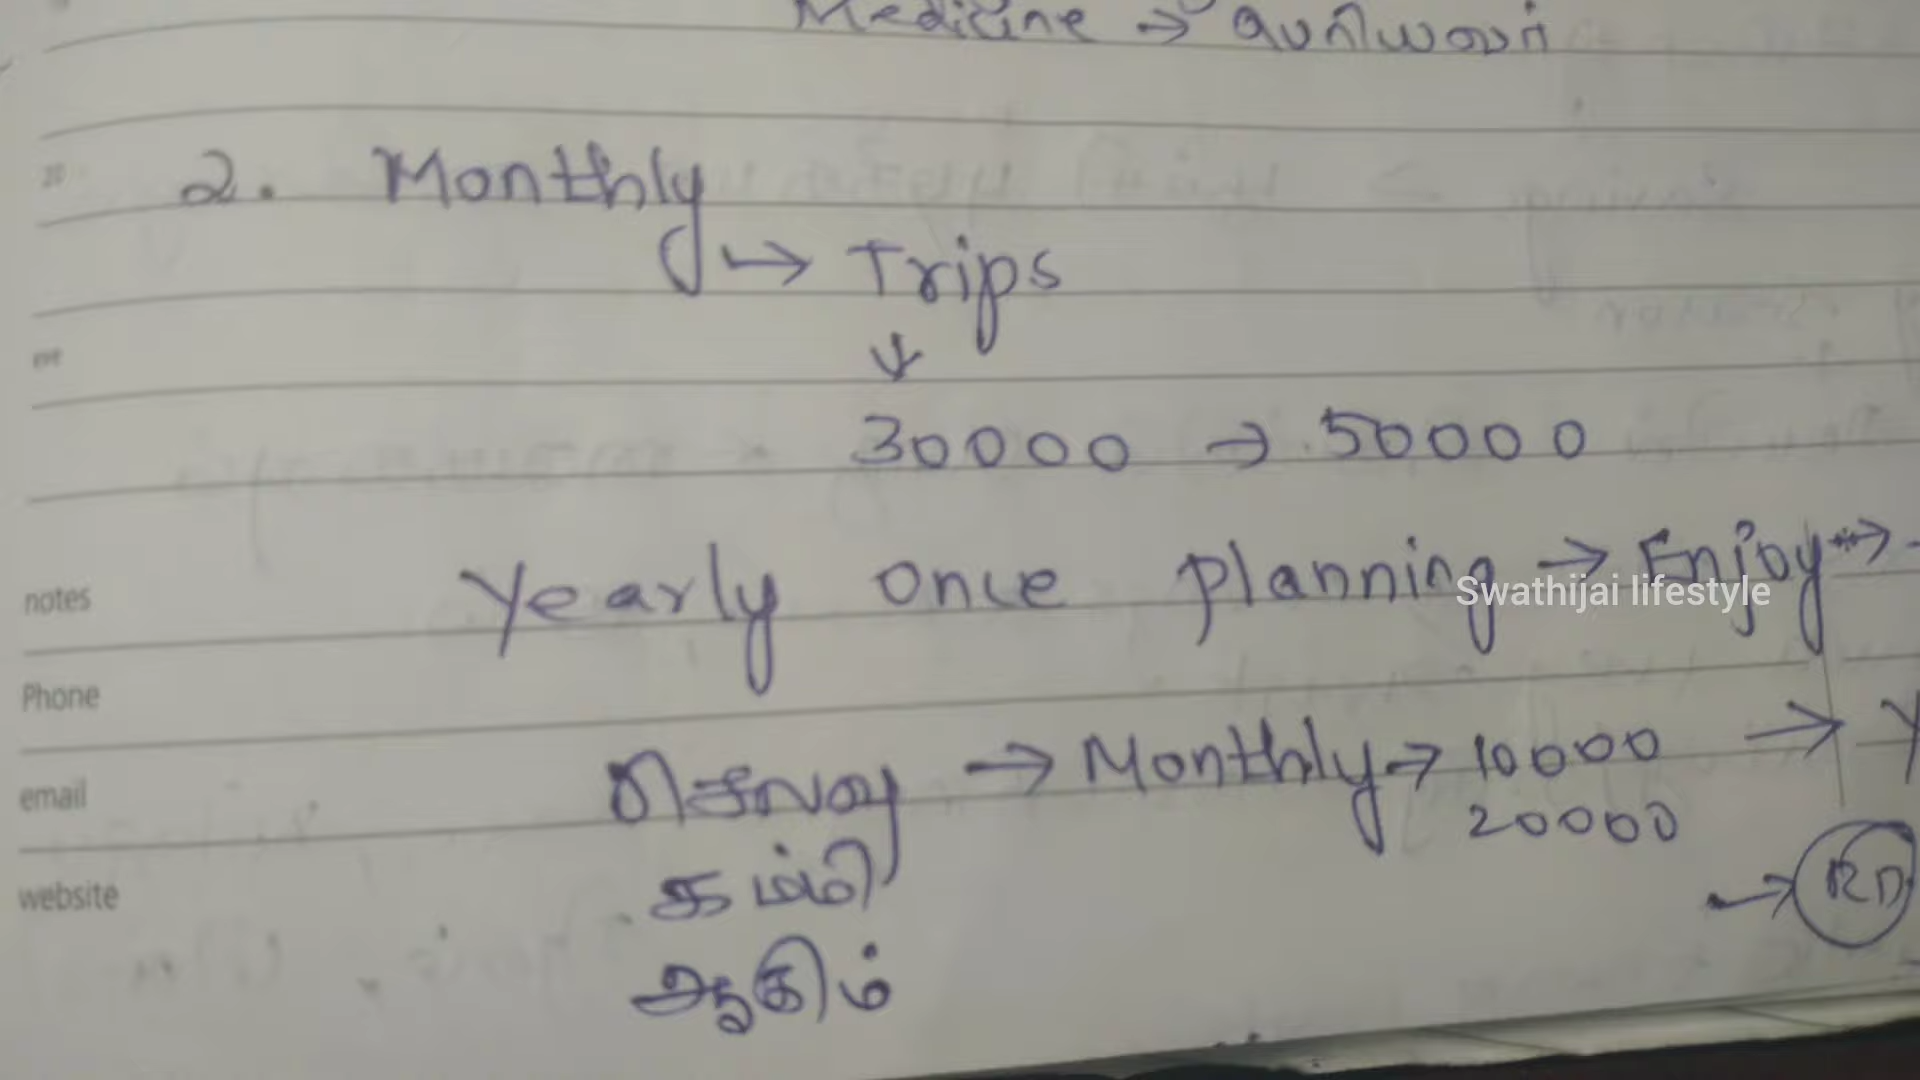 Medicine → பெரியவர்
2. Monthly
↳ Trips
↓
30000 → 50000
Yearly once planning → Enjoy →
செலவு → Monthly → 10000 → Y
20000
கம்மி
→ RD
ஆகும்
notes
Phone
email
website
Swathijai lifestyle